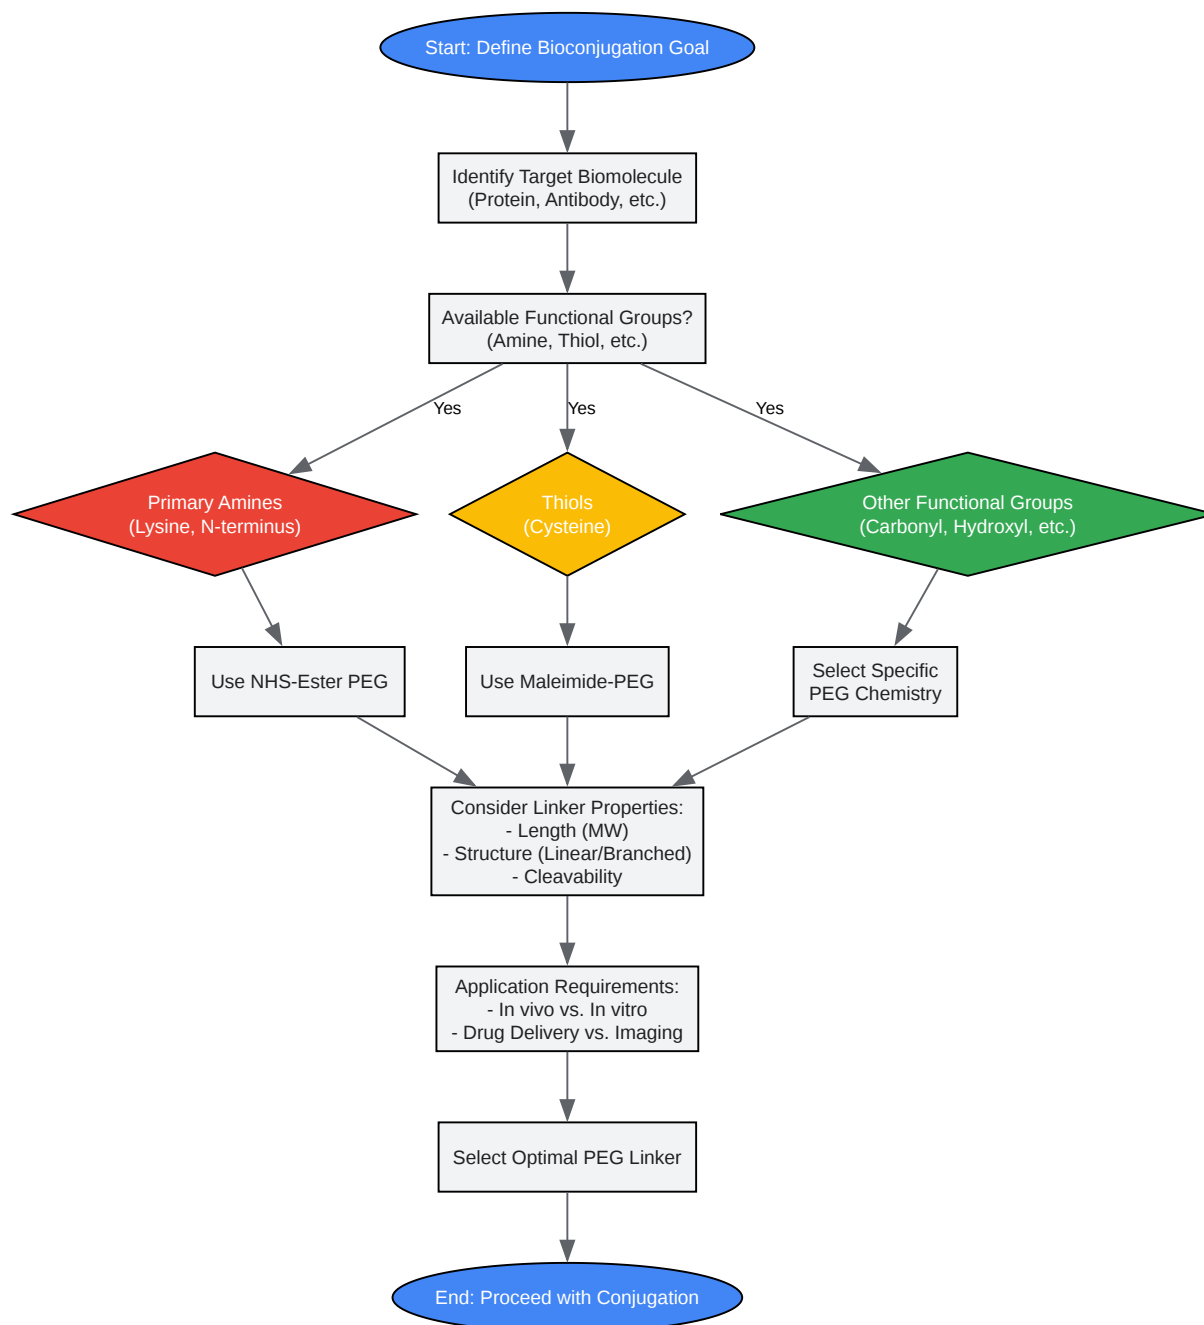 Start: Define Bioconjugation Goal
Identify Target Biomolecule
(Protein, Antibody, etc.)
Available Functional Groups?
(Amine, Thiol, etc.)
Yes
Yes
Yes
Primary Amines
(Lysine, N-terminus)
Thiols
(Cysteine)
Other Functional Groups
(Carbonyl, Hydroxyl, etc.)
Use NHS-Ester PEG
Use Maleimide-PEG
Select Specific
PEG Chemistry
Consider Linker Properties:
- Length (MW)
- Structure (Linear/Branched)
- Cleavability
Application Requirements:
- In vivo vs. In vitro
- Drug Delivery vs. Imaging
Select Optimal PEG Linker
End: Proceed with Conjugation